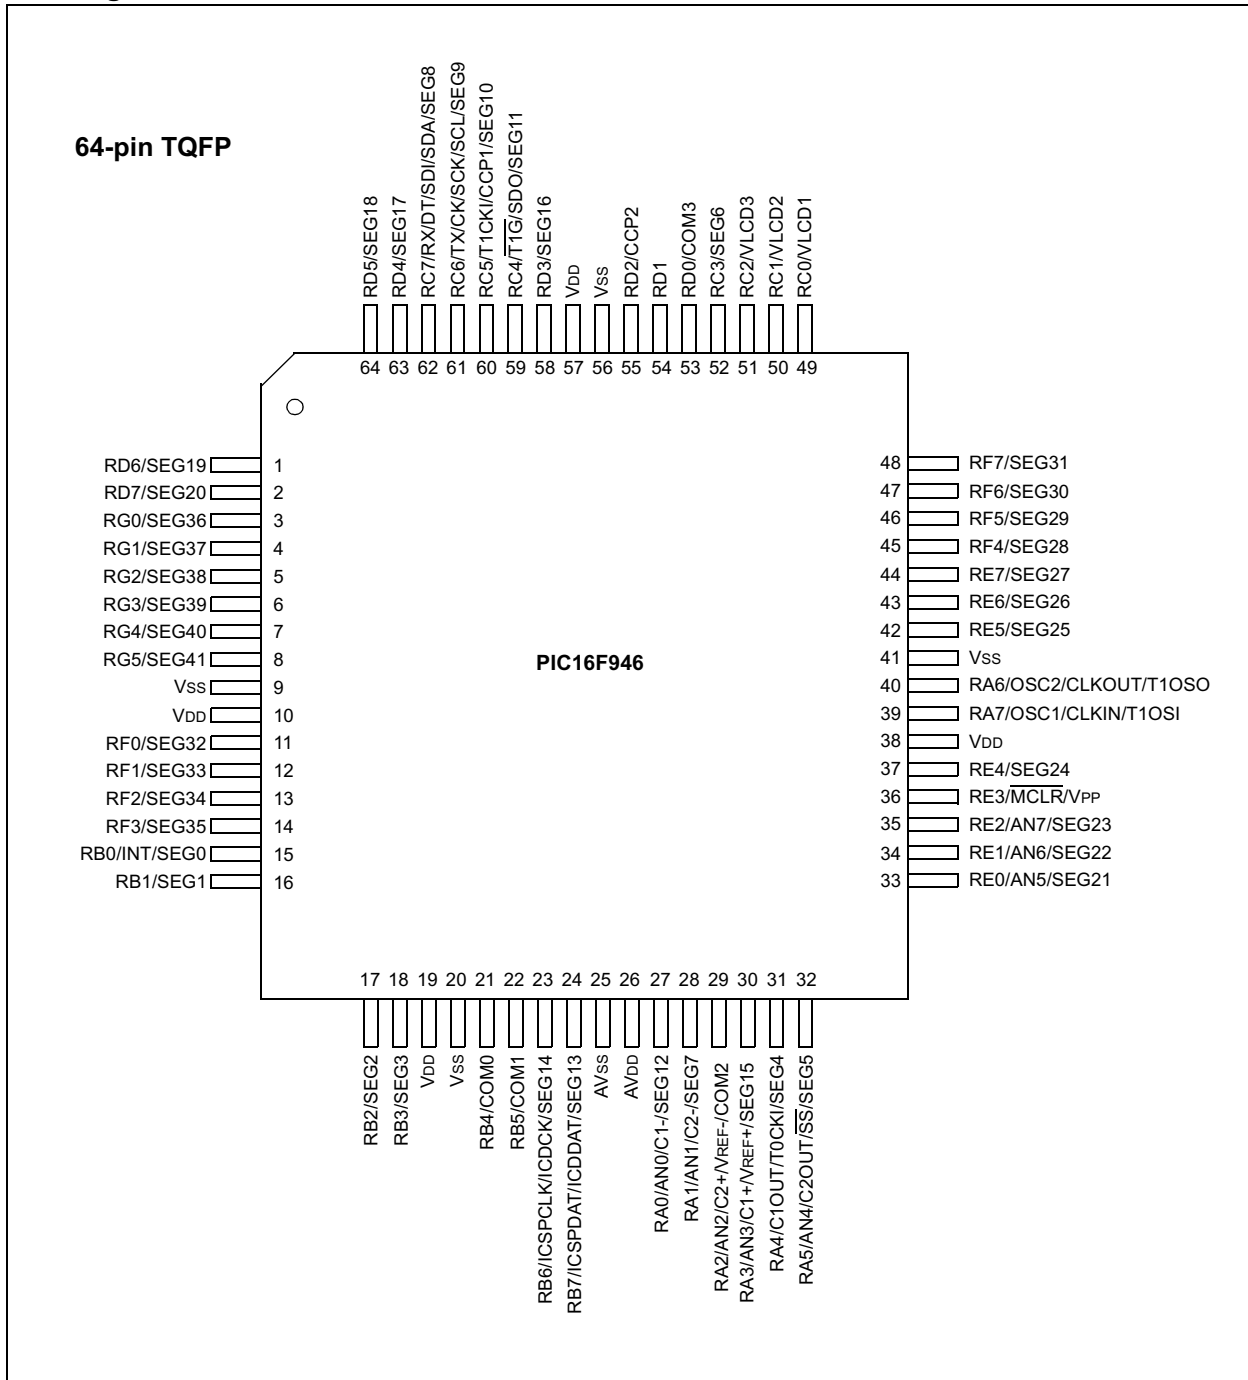 64-pin TQFP
RD5/SEG18
RD4/SEG17
RC7/RX/DT/SDI/SDA/SEG8
RC6/TX/CK/SCK/SCL/SEG9
RC5/T1CKI/CCP1/SEG10
RC4/T1G/SDO/SEG11
RD3/SEG16
VDD
VSS
RD2/CCP2
RD1
RD0/COM3
RC3/SEG6
RC2/VLCD3
RC1/VLCD2
RC0/VLCD1
64 63 62 61 60 59 58 57 56 55 54 53 52 51 50 49
RD6/SEG19 1
RD7/SEG20 2
RG0/SEG36 3
RG1/SEG37 4
RG2/SEG38 5
RG3/SEG39 6
RG4/SEG40 7
RG5/SEG41 8
VSS 9
VDD 10
RF0/SEG32 11
RF1/SEG33 12
RF2/SEG34 13
RF3/SEG35 14
RB0/INT/SEG0 15
RB1/SEG1 16
PIC16F946
48 RF7/SEG31
47 RF6/SEG30
46 RF5/SEG29
45 RF4/SEG28
44 RE7/SEG27
43 RE6/SEG26
42 RE5/SEG25
41 VSS
40 RA6/OSC2/CLKOUT/T1OSO
39 RA7/OSC1/CLKIN/T1OSI
38 VDD
37 RE4/SEG24
36 RE3/MCLR/VPP
35 RE2/AN7/SEG23
34 RE1/AN6/SEG22
33 RE0/AN5/SEG21
17 18 19 20 21 22 23 24 25 26 27 28 29 30 31 32
RB2/SEG2
RB3/SEG3
VDD
VSS
RB4/COM0
RB5/COM1
RB6/ICSPCLK/ICDCK/SEG14
RB7/ICSPDAT/ICDDAT/SEG13
AVSS
AVDD
RA0/AN0/C1-/SEG12
RA1/AN1/C2-/SEG7
RA2/AN2/C2+/VREF-/COM2
RA3/AN3/C1+/VREF+/SEG15
RA4/C1OUT/T0CKI/SEG4
RA5/AN4/C2OUT/SS/SEG5